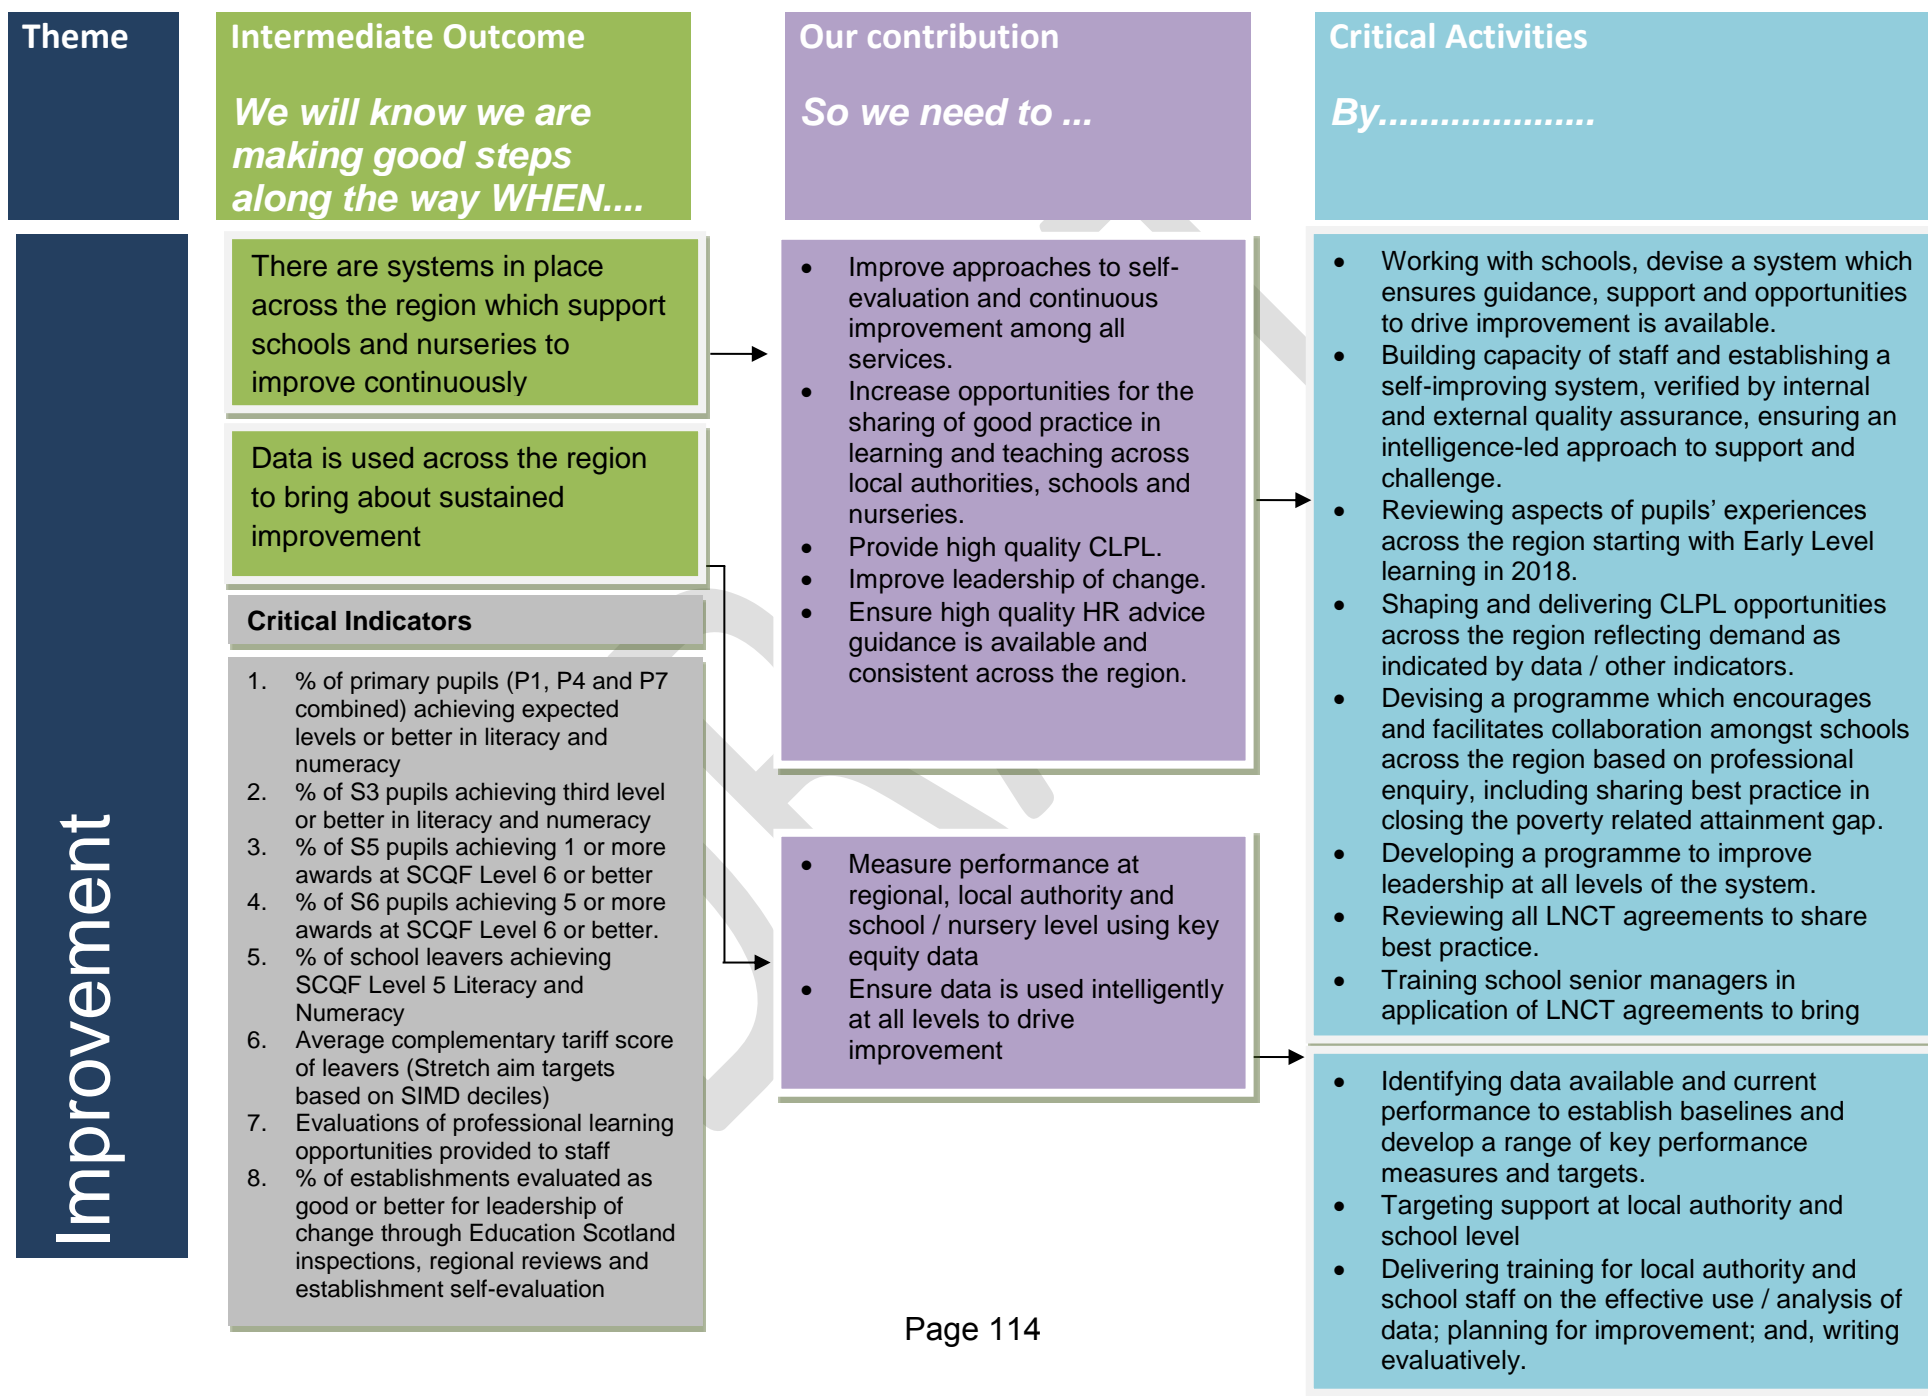 Theme
Intermediate Outcome
We will know we are
making good steps
along the way WHEN....
Our contribution
So we need to ...
Critical Activities
By.....................
Improvement
There are systems in place
across the region which support
schools and nurseries to
improve continuously
Data is used across the region
to bring about sustained
improvement
Critical Indicators
1. % of primary pupils (P1, P4 and P7
combined) achieving expected
levels or better in literacy and
numeracy
2. % of S3 pupils achieving third level
or better in literacy and numeracy
3. % of S5 pupils achieving 1 or more
awards at SCQF Level 6 or better
4. % of S6 pupils achieving 5 or more
awards at SCQF Level 6 or better.
5. % of school leavers achieving
SCQF Level 5 Literacy and
Numeracy
6. Average complementary tariff score
of leavers (Stretch aim targets
based on SIMD deciles)
7. Evaluations of professional learning
opportunities provided to staff
8. % of establishments evaluated as
good or better for leadership of
change through Education Scotland
inspections, regional reviews and
establishment self-evaluation
• Improve approaches to self-
evaluation and continuous
improvement among all
services.
• Increase opportunities for the
sharing of good practice in
learning and teaching across
local authorities, schools and
nurseries.
• Provide high quality CLPL.
• Improve leadership of change.
• Ensure high quality HR advice
guidance is available and
consistent across the region.
• Measure performance at
regional, local authority and
school / nursery level using key
equity data
• Ensure data is used intelligently
at all levels to drive
improvement
• Working with schools, devise a system which
ensures guidance, support and opportunities
to drive improvement is available.
• Building capacity of staff and establishing a
self-improving system, verified by internal
and external quality assurance, ensuring an
intelligence-led approach to support and
challenge.
• Reviewing aspects of pupils’ experiences
across the region starting with Early Level
learning in 2018.
• Shaping and delivering CLPL opportunities
across the region reflecting demand as
indicated by data / other indicators.
• Devising a programme which encourages
and facilitates collaboration amongst schools
across the region based on professional
enquiry, including sharing best practice in
closing the poverty related attainment gap.
• Developing a programme to improve
leadership at all levels of the system.
• Reviewing all LNCT agreements to share
best practice.
• Training school senior managers in
application of LNCT agreements to bring
• Identifying data available and current
performance to establish baselines and
develop a range of key performance
measures and targets.
• Targeting support at local authority and
school level
• Delivering training for local authority and
school staff on the effective use / analysis of
data; planning for improvement; and, writing
evaluatively.
Page 114